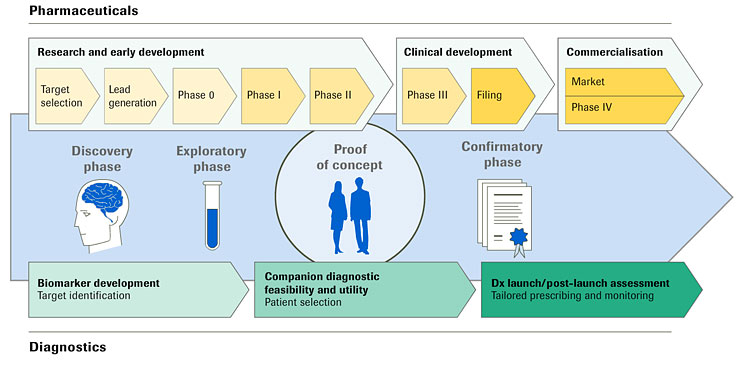 Pharmaceuticals
Research and early development
Clinical development
Commercialisation
Target
selection
Lead
generation
Phase 0
Phase I
Phase II
Phase III
Filing
Market
Phase IV
Discovery
phase
Exploratory
phase
Proof
of concept
Confirmatory
phase
Biomarker development
Target identification
Companion diagnostic
feasibility and utility
Patient selection
Dx launch/post-launch assessment
Tailored prescribing and monitoring
Diagnostics